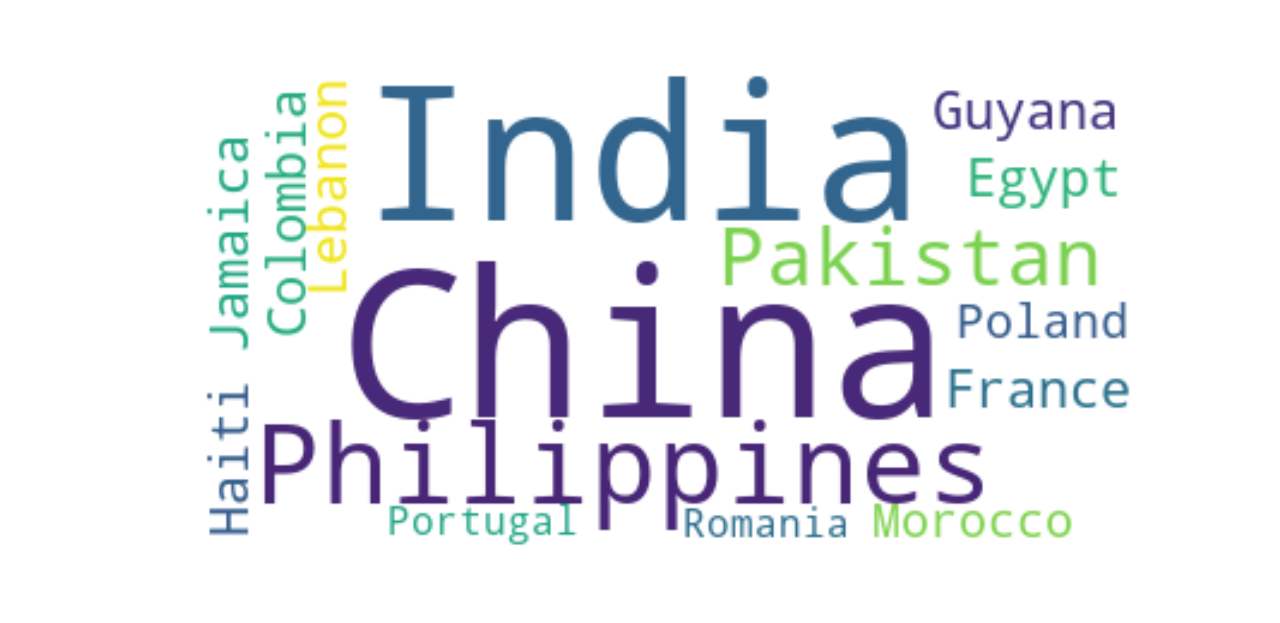 India
Guyana
Egypt
Pakistan
China
Poland
France
Philippines
Portugal
Romania
Morocco
Jamaica
Colombia
Lebanon
Haiti